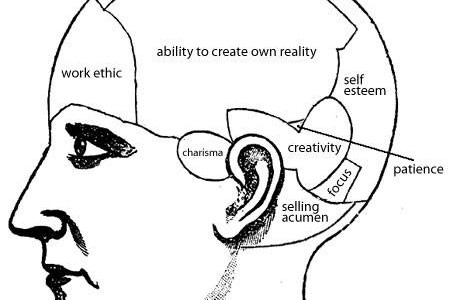 ability to create own reality
work ethic
self
esteem
charisma
creativity
patience
focus
selling
acumen